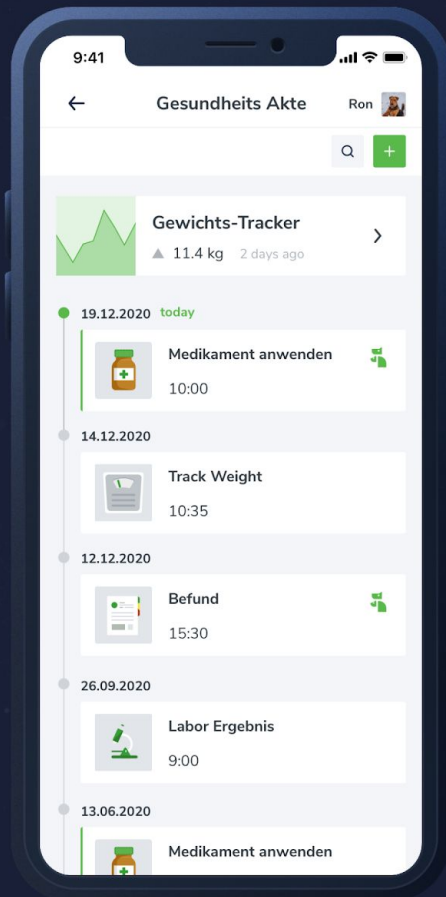 9:41
Gesundheits Akte
Ron
Gewichts-Tracker
11.4 kg 2 days ago
19.12.2020 today
Medikament anwenden
10:00
14.12.2020
Track Weight
10:35
12.12.2020
Befund
15:30
26.09.2020
Labor Ergebnis
9:00
13.06.2020
Medikament anwenden